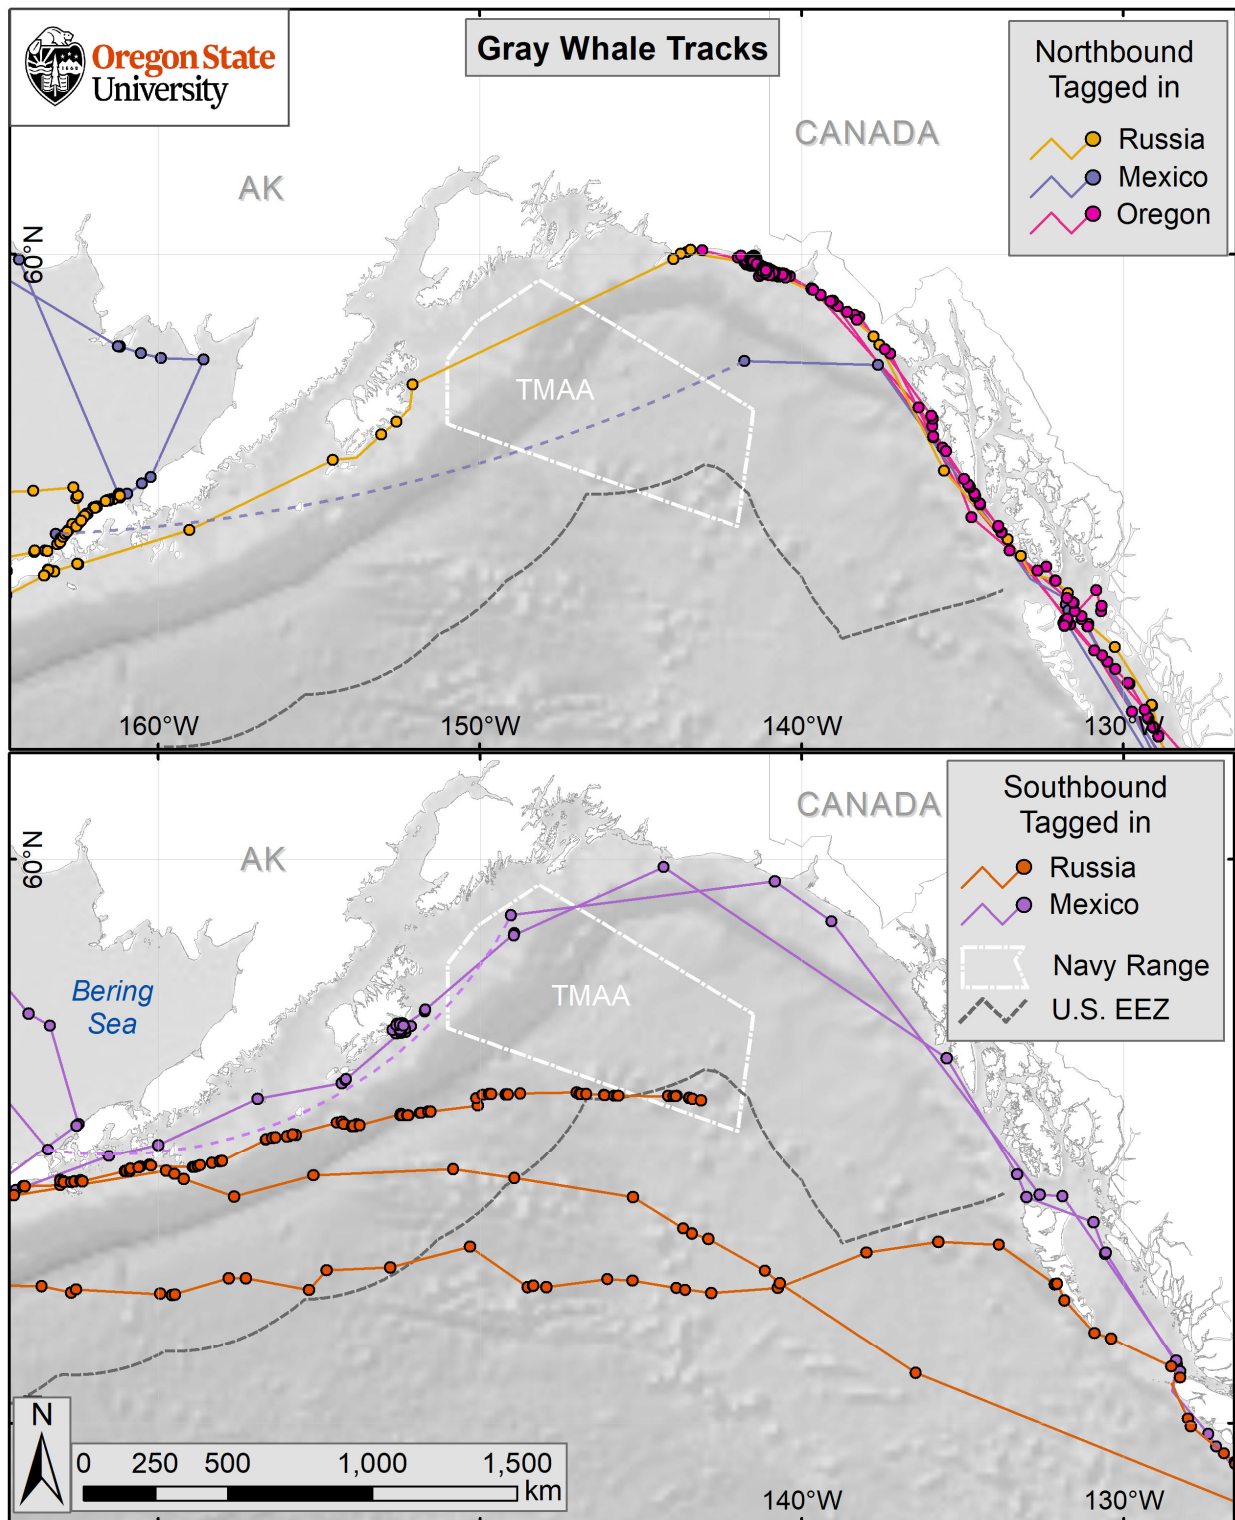 Oregon State
University
Gray Whale Tracks
Northbound
Tagged in
Russia
Mexico
Oregon
CANADA
AK
60°N
TMAA
160°W
150°W
140°W
130°W
Southbound
Tagged in
Russia
Mexico
Navy Range
U.S. EEZ
CANADA
AK
60°N
Bering
Sea
TMAA
N
0 250 500 1,000 1,500
km
140°W
130°W